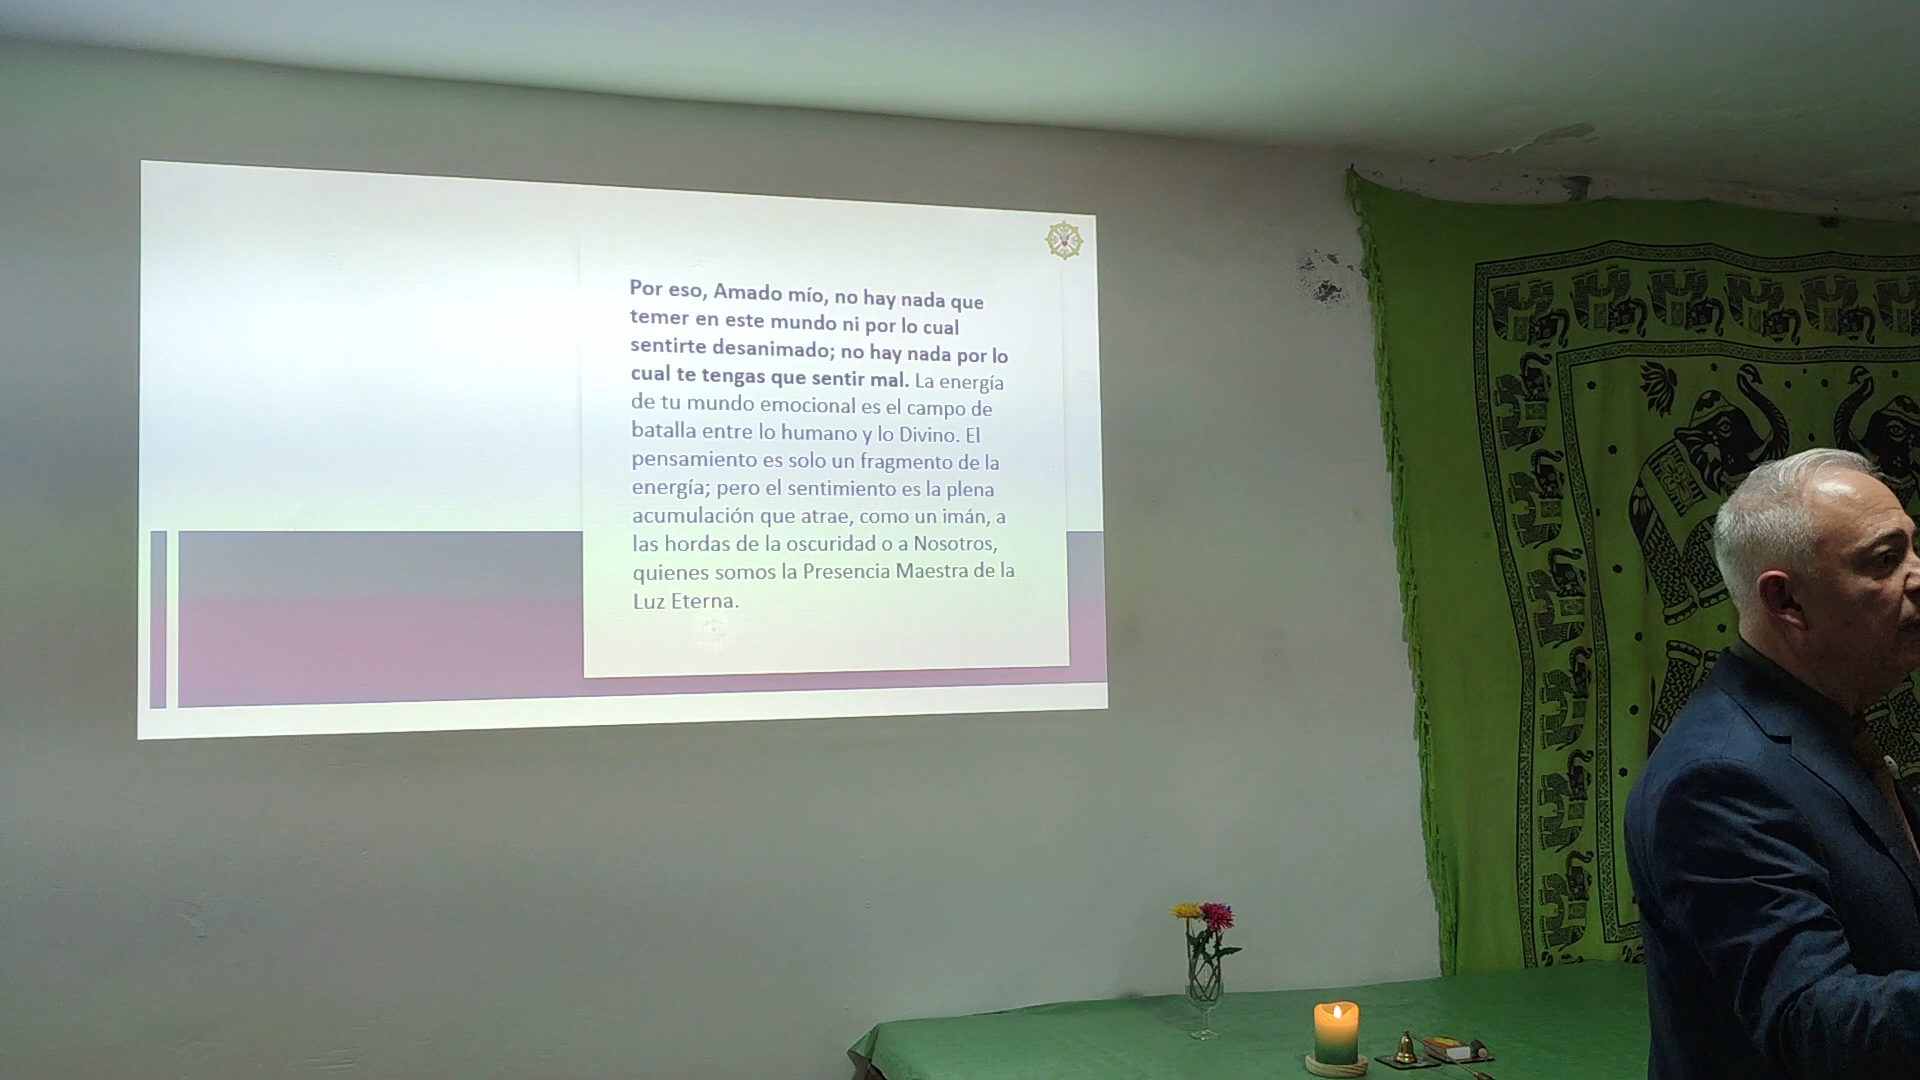 Por eso, Amado mío, no hay nada que
temer en este mundo ni por lo cual
sentirte desanimado; no hay nada por lo
cual te tengas que sentir mal. La energía
de tu mundo emocional es el campo de
batalla entre lo humano y lo Divino. El
pensamiento es solo un fragmento de la
energía; pero el sentimiento es la plena
acumulación que atrae, como un imán, a
las hordas de la oscuridad o a Nosotros,
quienes somos la Presencia Maestra de la
Luz Eterna.